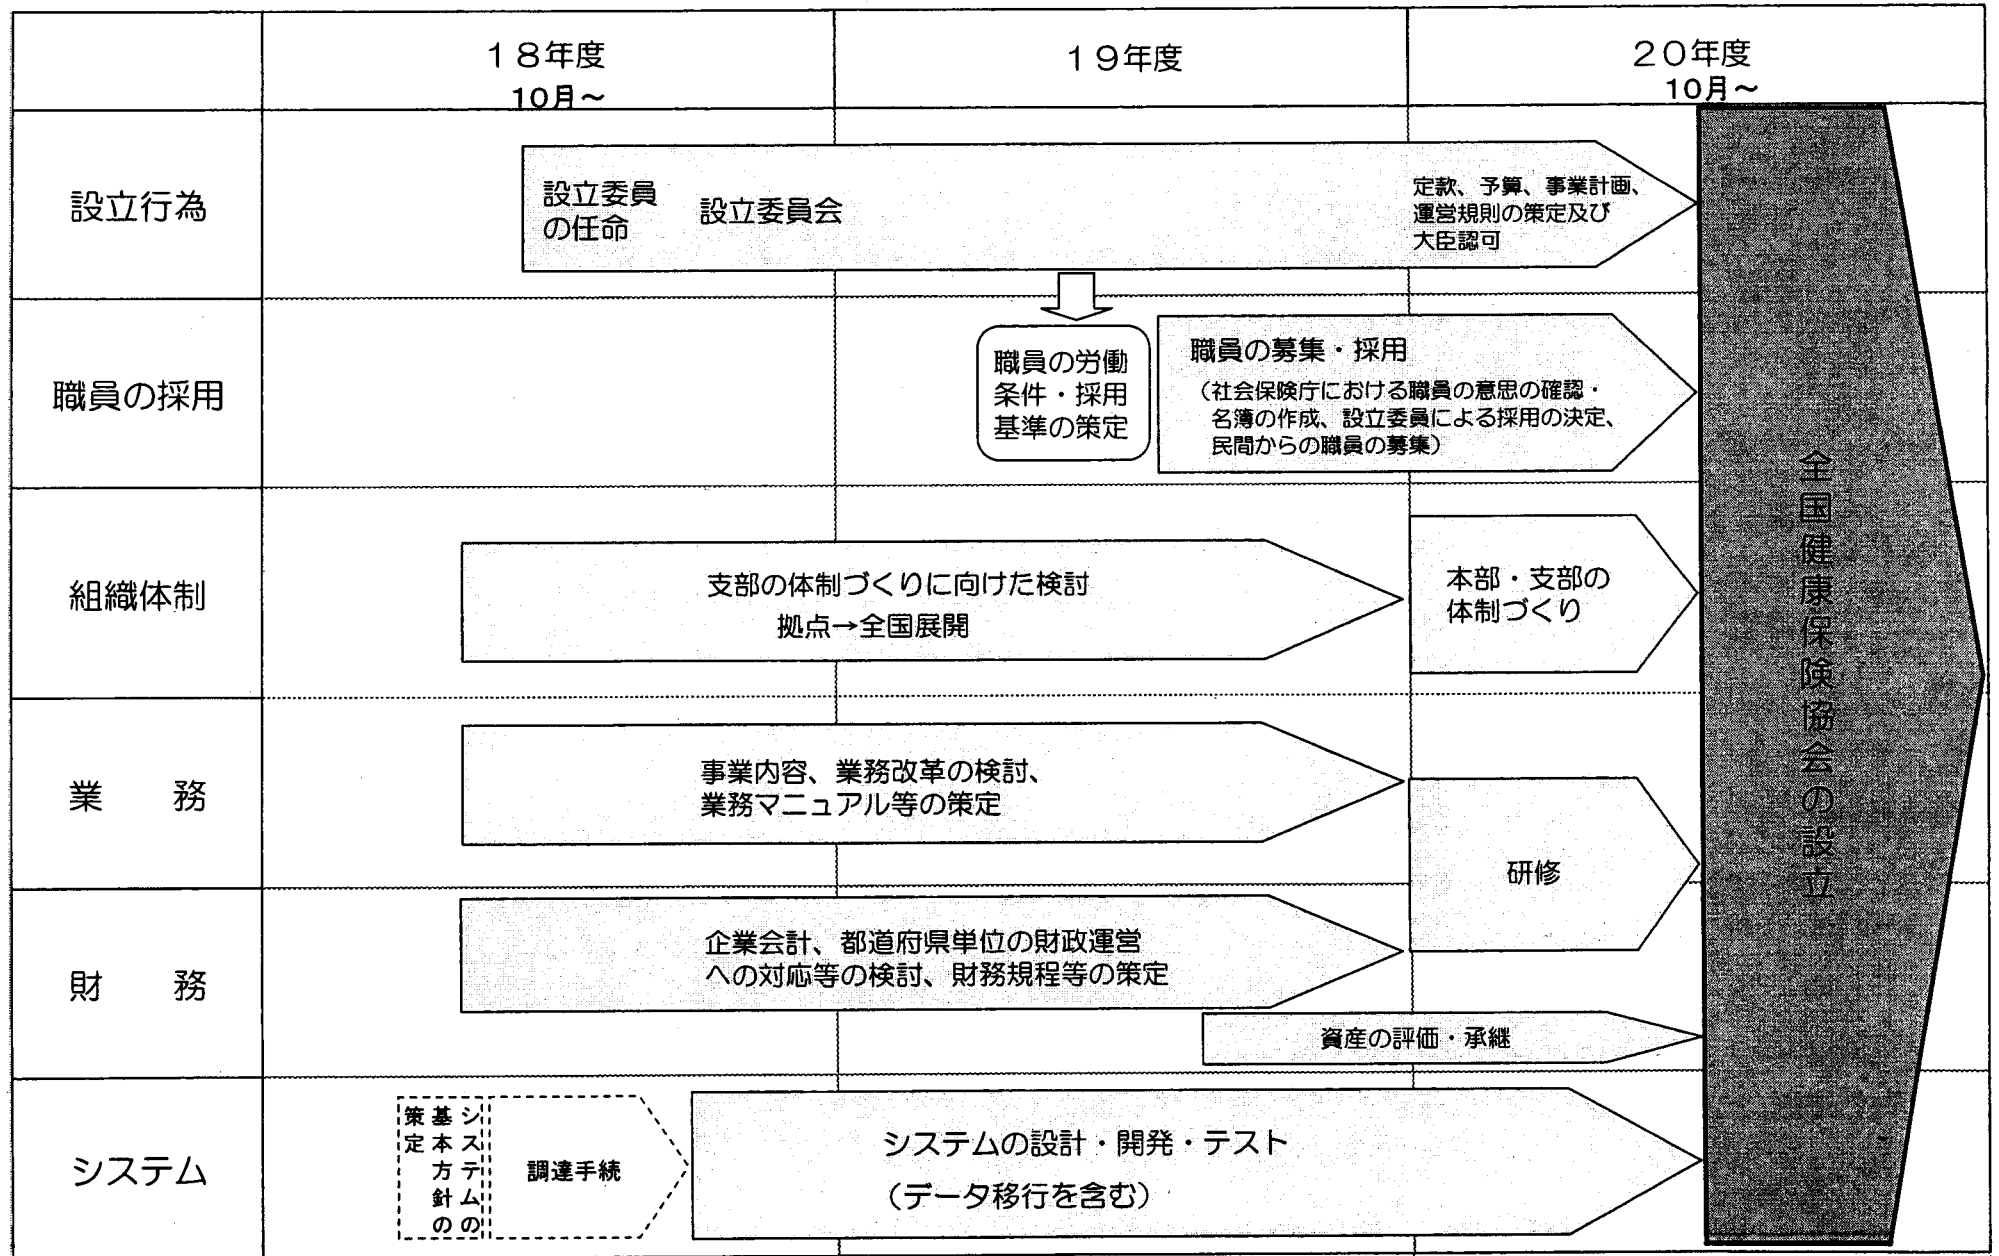 18年度
10月～
19年度
20年度
10月～
設立行為
設立委員
の任命
設立委員会
定款、予算、事業計画、
運営規則の策定及び
大臣認可
職員の採用
職員の労働
条件・採用
基準の策定
職員の募集・採用
（社会保険庁における職員の意思の確認・
名簿の作成、設立委員による採用の決定、
民間からの職員の募集）
組織体制
支部の体制づくりに向けた検討
拠点→全国展開
本部・支部の
体制づくり
業　　務
事業内容、業務改革の検討、
業務マニュアル等の策定
研修
財　　務
企業会計、都道府県単位の財政運営
への対応等の検討、財務規程等の策定
資産の評価・承継
システム
システムの
基本方針の
策定
調達手続
システムの設計・開発・テスト
（データ移行を含む）
全国健康保険協会の設立